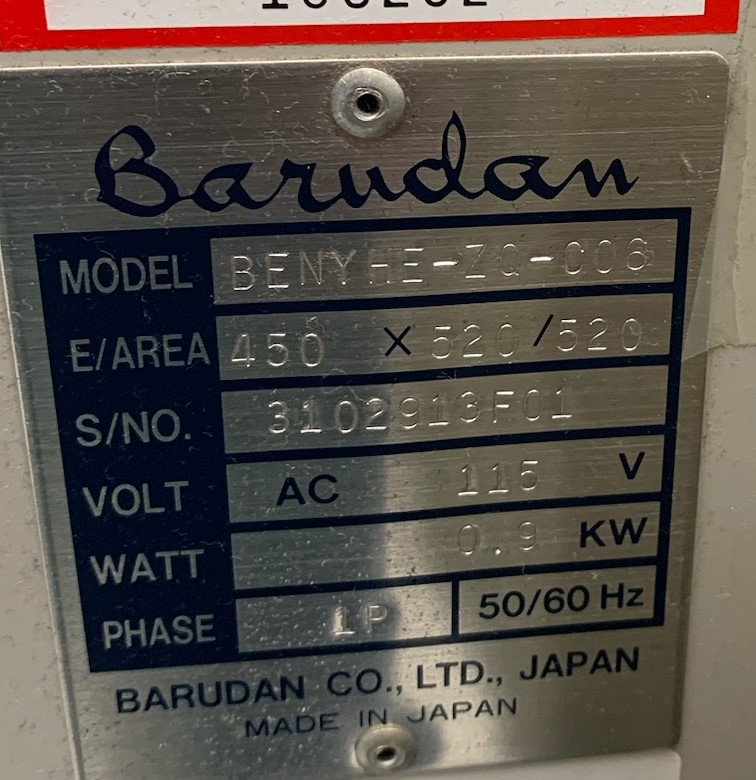 Barudan
MODEL BENYHE-ZQ-C06
E/AREA 450 × 520/520
S/NO. 3102913F01
VOLT AC 115 V
WATT 0.9 KW
PHASE 1P 50/60 Hz
BARUDAN CO., LTD., JAPAN
MADE IN JAPAN